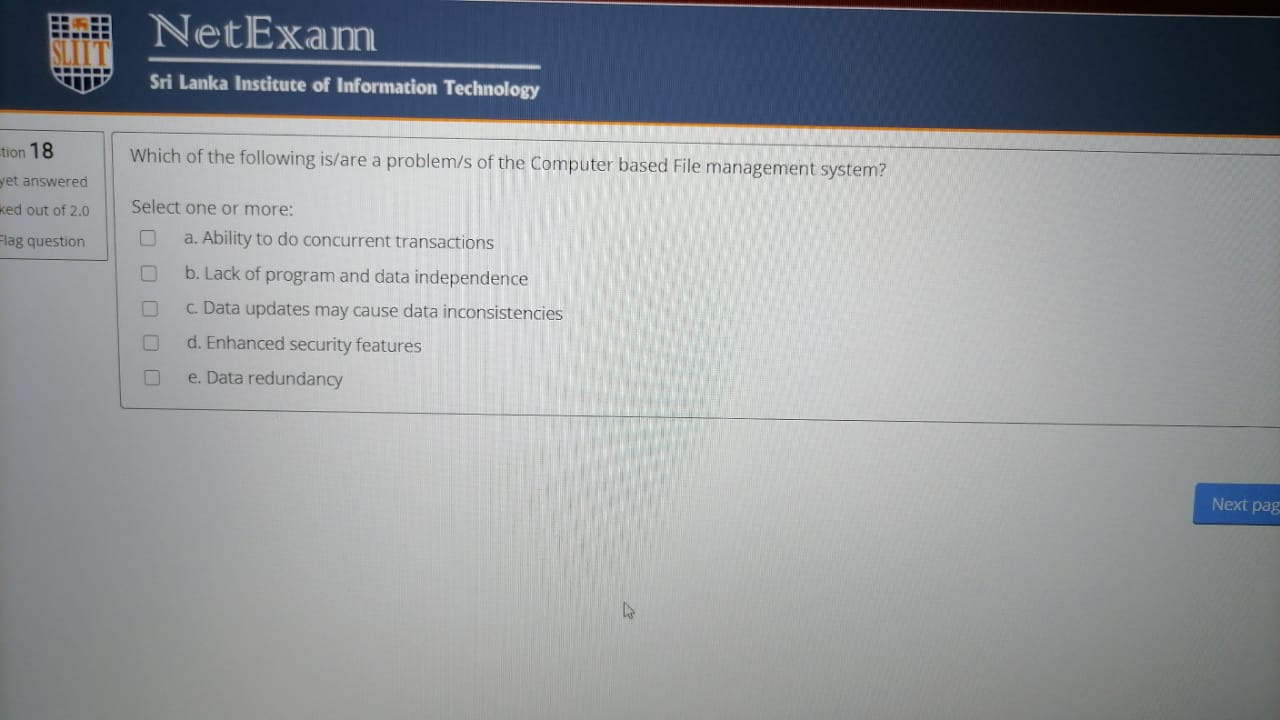 SLIIT
NetExam
Sri Lanka Institute of Information Technology
tion 18
yet answered
ked out of 2.0
Flag question
Which of the following is/are a problem/s of the Computer based File management system?
Select one or more:
a. Ability to do concurrent transactions
b. Lack of program and data independence
c. Data updates may cause data inconsistencies
d. Enhanced security features
e. Data redundancy
Next pag